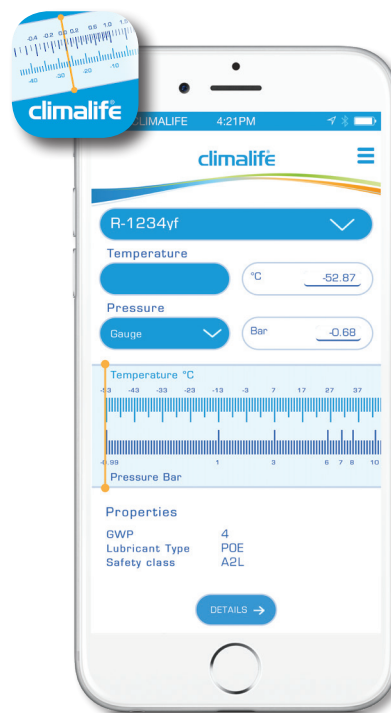 -0.4 -0.2 0.0 0.2 0.6 1.0
-40 -30 -20 -10
climalife
CLIMALIFE 4:21PM
climalife
R-1234yf
Temperature
°C -52.87
Pressure
Gauge
Bar -0.68
Temperature °C
-53 -43 -33 -23 -13 -3 7 17 27 37
-0.99 1 3 6 7 8 10
Pressure Bar
Properties
GWP 4
Lubricant Type POE
Safety class A2L
DETAILS →